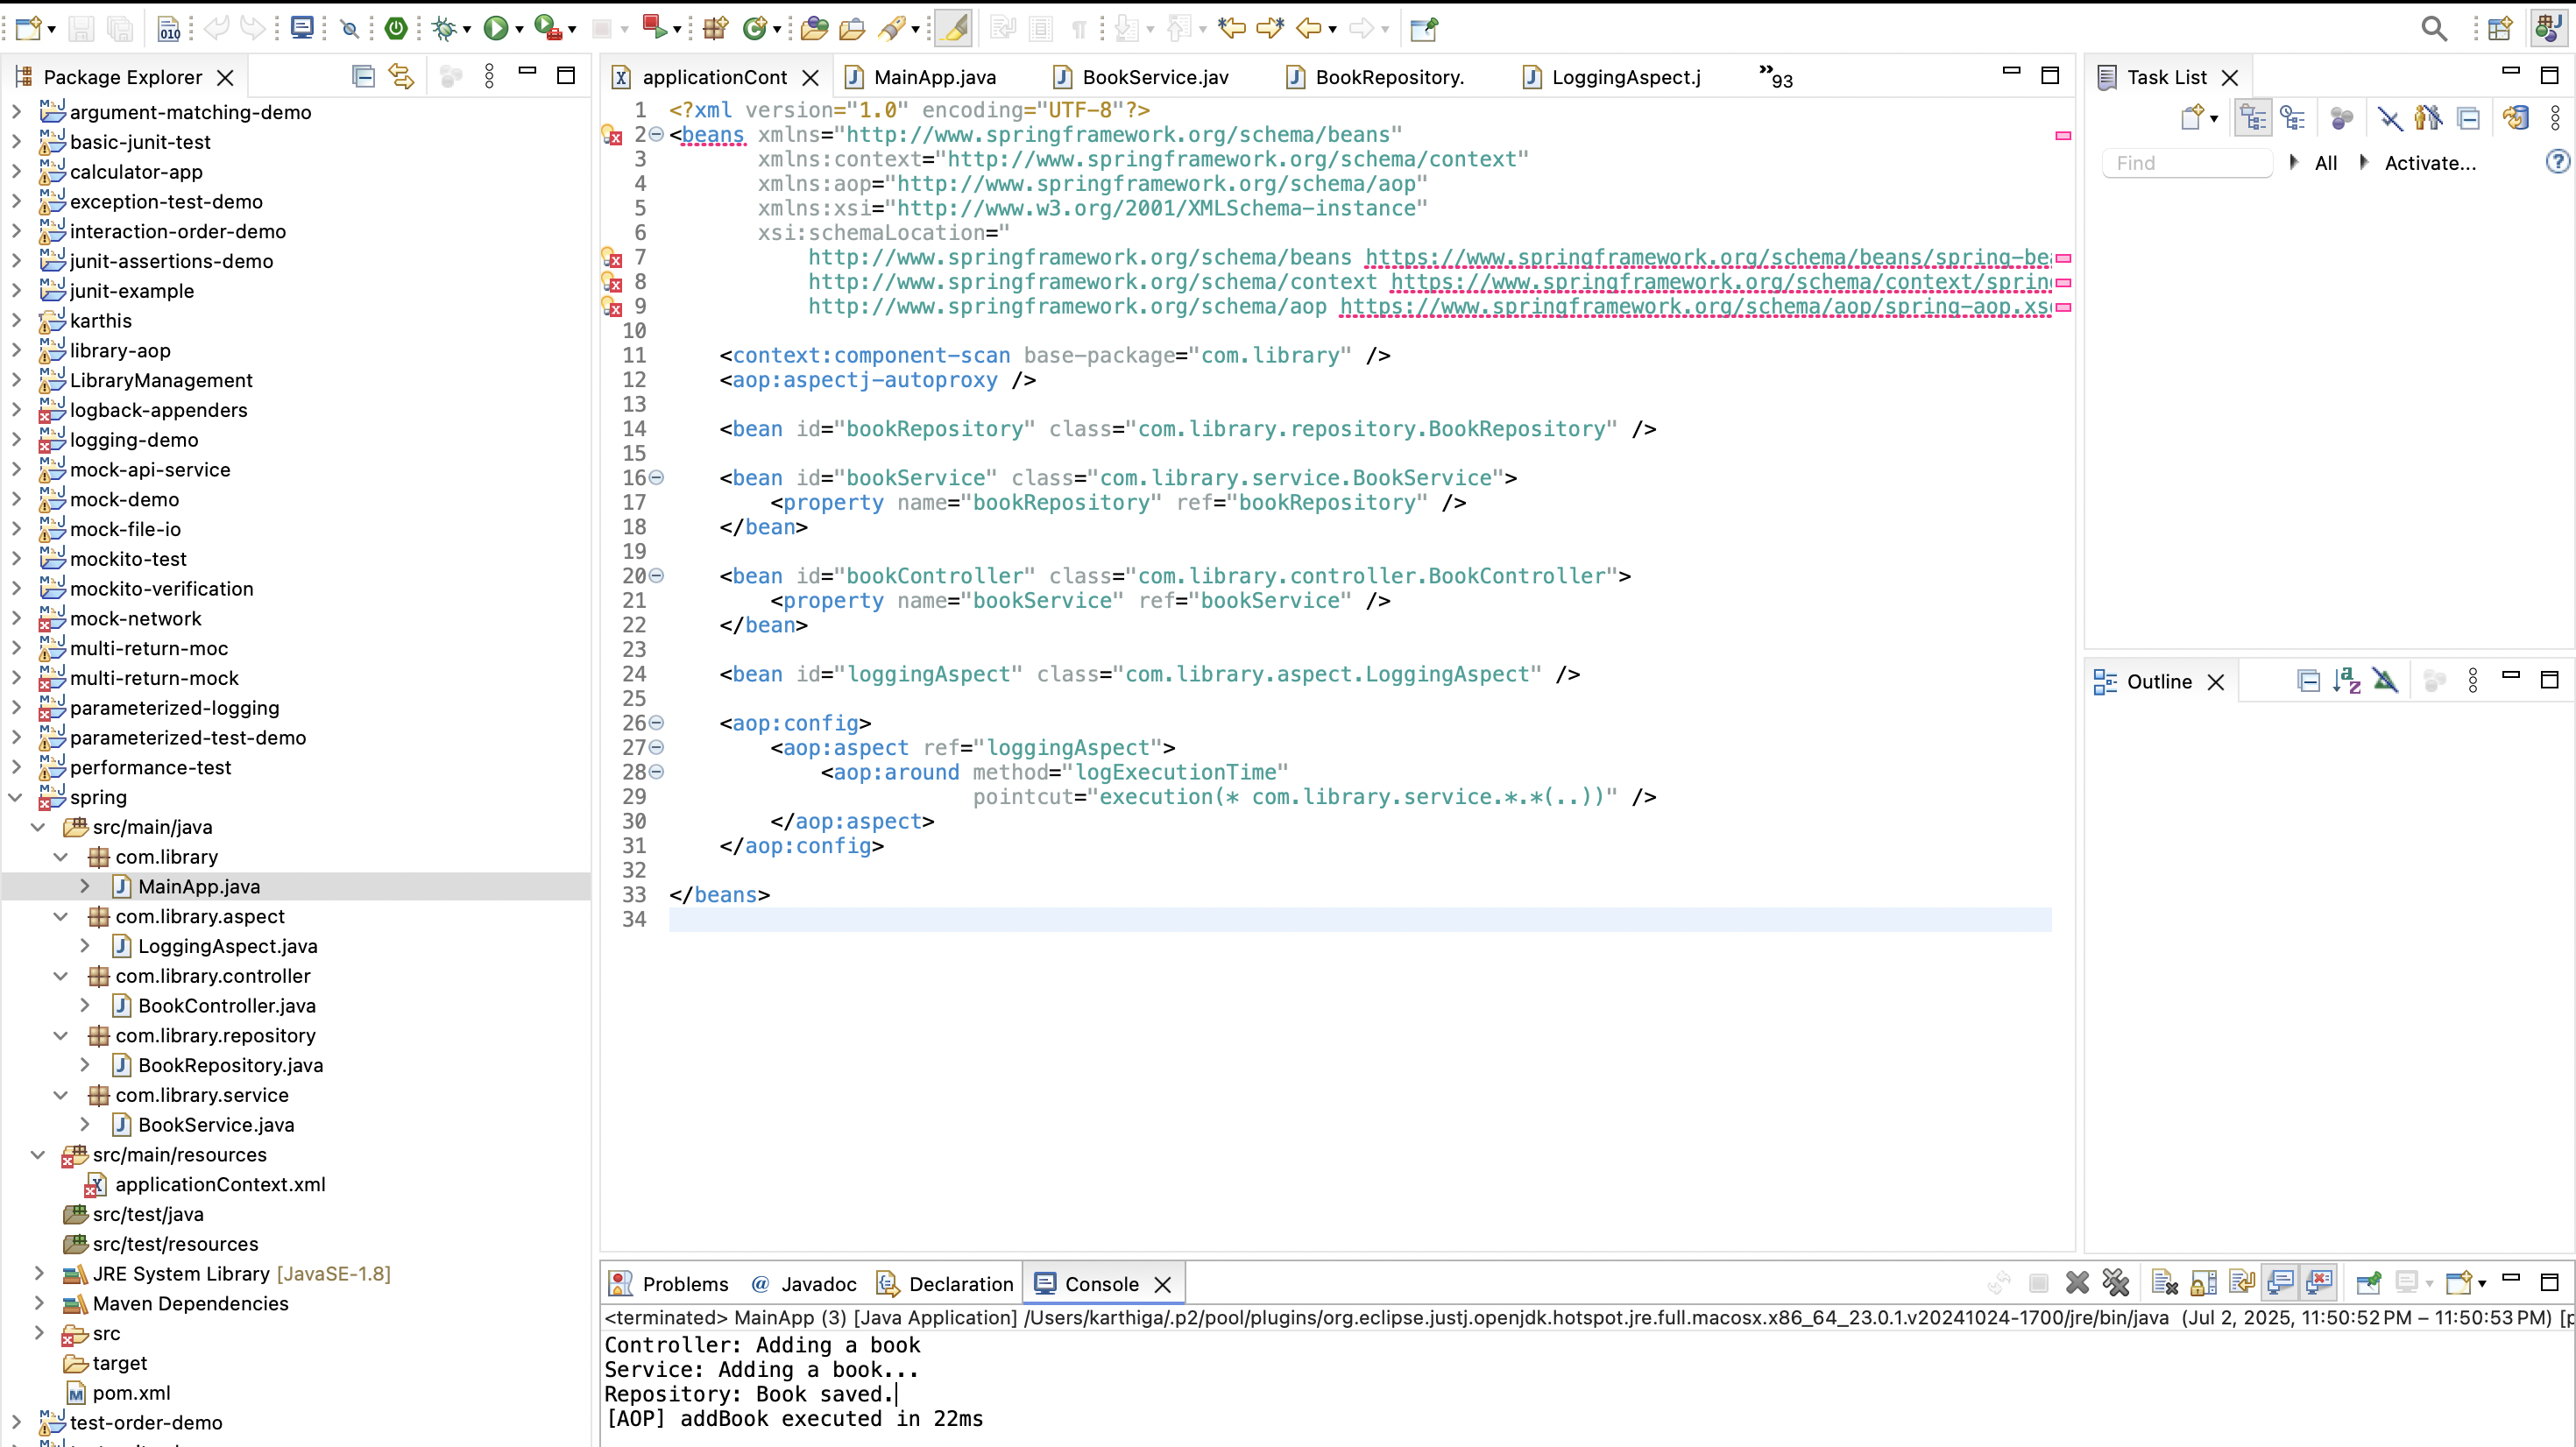 Package Explorer
argument-matching-demo
basic-junit-test
calculator-app
exception-test-demo
interaction-order-demo
junit-assertions-demo
junit-example
karthis
library-aop
LibraryManagement
logback-appenders
logging-demo
mock-api-service
mock-demo
mock-file-io
mockito-test
mockito-verification
mock-network
multi-return-moc
multi-return-mock
parameterized-logging
parameterized-test-demo
performance-test
spring
src/main/java
com.library
MainApp.java
com.library.aspect
LoggingAspect.java
com.library.controller
BookController.java
com.library.repository
BookRepository.java
com.library.service
BookService.java
src/main/resources
applicationContext.xml
src/test/java
src/test/resources
JRE System Library [JavaSE-1.8]
Maven Dependencies
src
target
pom.xml
test-order-demo
applicationCont MainApp.java BookService.jav BookRepository. LoggingAspect.j »93
1 <?xml version="1.0" encoding="UTF-8"?>
2 <beans xmlns="http://www.springframework.org/schema/beans"
3 xmlns:context="http://www.springframework.org/schema/context"
4 xmlns:aop="http://www.springframework.org/schema/aop"
5 xmlns:xsi="http://www.w3.org/2001/XMLSchema-instance"
6 xsi:schemaLocation="
7 http://www.springframework.org/schema/beans https://www.springframework.org/schema/beans/spring-be
8 http://www.springframework.org/schema/context https://www.springframework.org/schema/context/sprin
9 http://www.springframework.org/schema/aop https://www.springframework.org/schema/aop/spring-aop.xs
10
11 <context:component-scan base-package="com.library" />
12 <aop:aspectj-autoproxy />
13
14 <bean id="bookRepository" class="com.library.repository.BookRepository" />
15
16 <bean id="bookService" class="com.library.service.BookService">
17 <property name="bookRepository" ref="bookRepository" />
18 </bean>
19
20 <bean id="bookController" class="com.library.controller.BookController">
21 <property name="bookService" ref="bookService" />
22 </bean>
23
24 <bean id="loggingAspect" class="com.library.aspect.LoggingAspect" />
25
26 <aop:config>
27 <aop:aspect ref="loggingAspect">
28 <aop:around method="logExecutionTime"
29 pointcut="execution(* com.library.service.*.*(..))" />
30 </aop:aspect>
31 </aop:config>
32
33 </beans>
34
Task List
Find All Activate...
Outline
Problems @ Javadoc Declaration Console
<terminated> MainApp (3) [Java Application] /Users/karthiga/.p2/pool/plugins/org.eclipse.justj.openjdk.hotspot.jre.full.macosx.x86_64_23.0.1.v20241024-1700/jre/bin/java (Jul 2, 2025, 11:50:52 PM – 11:50:53 PM) [p
Controller: Adding a book
Service: Adding a book...
Repository: Book saved.
[AOP] addBook executed in 22ms